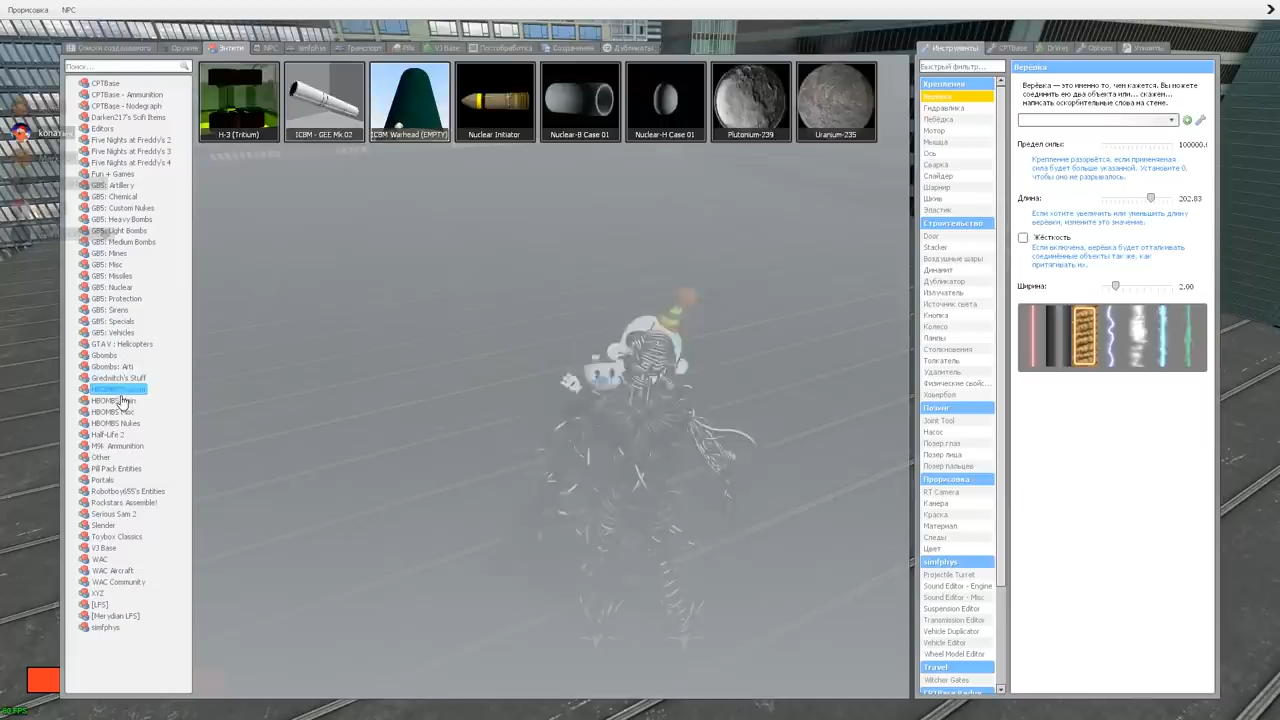 Прорисовка
NPC
Списки создаваемого
Оружие
Энтити
NPC
simfphys
Транспорт
Pills
VJ Base
Постобработка
Сохранения
Дубликаты
Поиск...
CPTBase
CPTBase - Ammunition
CPTBase - Nodegraph
Darken217's SciFi Items
Editors
Five Nights at Freddy's 2
Five Nights at Freddy's 3
Five Nights at Freddy's 4
Fun + Games
GB5: Artillery
GB5: Chemical
GB5: Custom Nukes
GB5: Heavy Bombs
GB5: Light Bombs
GB5: Medium Bombs
GB5: Mines
GB5: Misc
GB5: Missiles
GB5: Nuclear
GB5: Protection
GB5: Sirens
GB5: Specials
GB5: Vehicles
GTA V : Helicopters
Gbombs
Gbombs: Arti
Gredwitch's Stuff
HBOMBS Misc
HBOMBS Nukes
Half-Life 2
M9k Ammunition
Other
Pill Pack Entities
Portals
Robotboy655's Entities
Rockstars Assemble!
Serious Sam 2
Slender
Toybox Classics
VJ Base
WAC
WAC Aircraft
WAC Community
XYZ
[LFS]
[Merydian LFS]
simfphys
H-3 (Tritium)
ICBM - GEE Mk.02
ICBM Warhead (EMPTY)
Nuclear Initiator
Nuclear-B Case 01
Nuclear-H Case 01
Plutonium-239
Uranium-235
Инструменты
CPTBase
DrVrej
Options
Утилиты
Быстрый фильтр...
Крепления
Верёвка
Гидравлика
Лебёдка
Мотор
Мышца
Ось
Сварка
Слайдер
Шарнир
Шкив
Эластик
Строительство
Door
Stacker
Воздушные шары
Динамит
Дубликатор
Излучатель
Источник света
Кнопка
Колесо
Лампы
Столкновения
Толкатель
Удалитель
Физические свойс...
Ховербол
Позинг
Joint Tool
Насос
Позер глаз
Позер лица
Позер пальцев
Прорисовка
RT Camera
Камера
Краска
Материал
Следы
Цвет
simfphys
Projectile Turret
Sound Editor - Engine
Sound Editor - Misc
Suspension Editor
Transmission Editor
Vehicle Duplicator
Vehicle Editor
Wheel Model Editor
Travel
Witcher Gates
CPTBase Redux
Верёвка
Верёвка — это именно то, чем кажется. Вы можете
соединить ею два объекта или... скажем...
написать оскорбительные слова на стене.
Предел силы:
100000.
Крепление разорвётся, если применяемая
сила будет больше указанной. Установите 0,
чтобы оно не разрывалось.
Длина:
202.83
Если хотите увеличить или уменьшить длину
верёвки, измените это значение.
Жёсткость
Если включена, верёвка будет отталкивать
соединённые объекты так же, как
притягивать их.
Ширина:
2.00
60 FPS